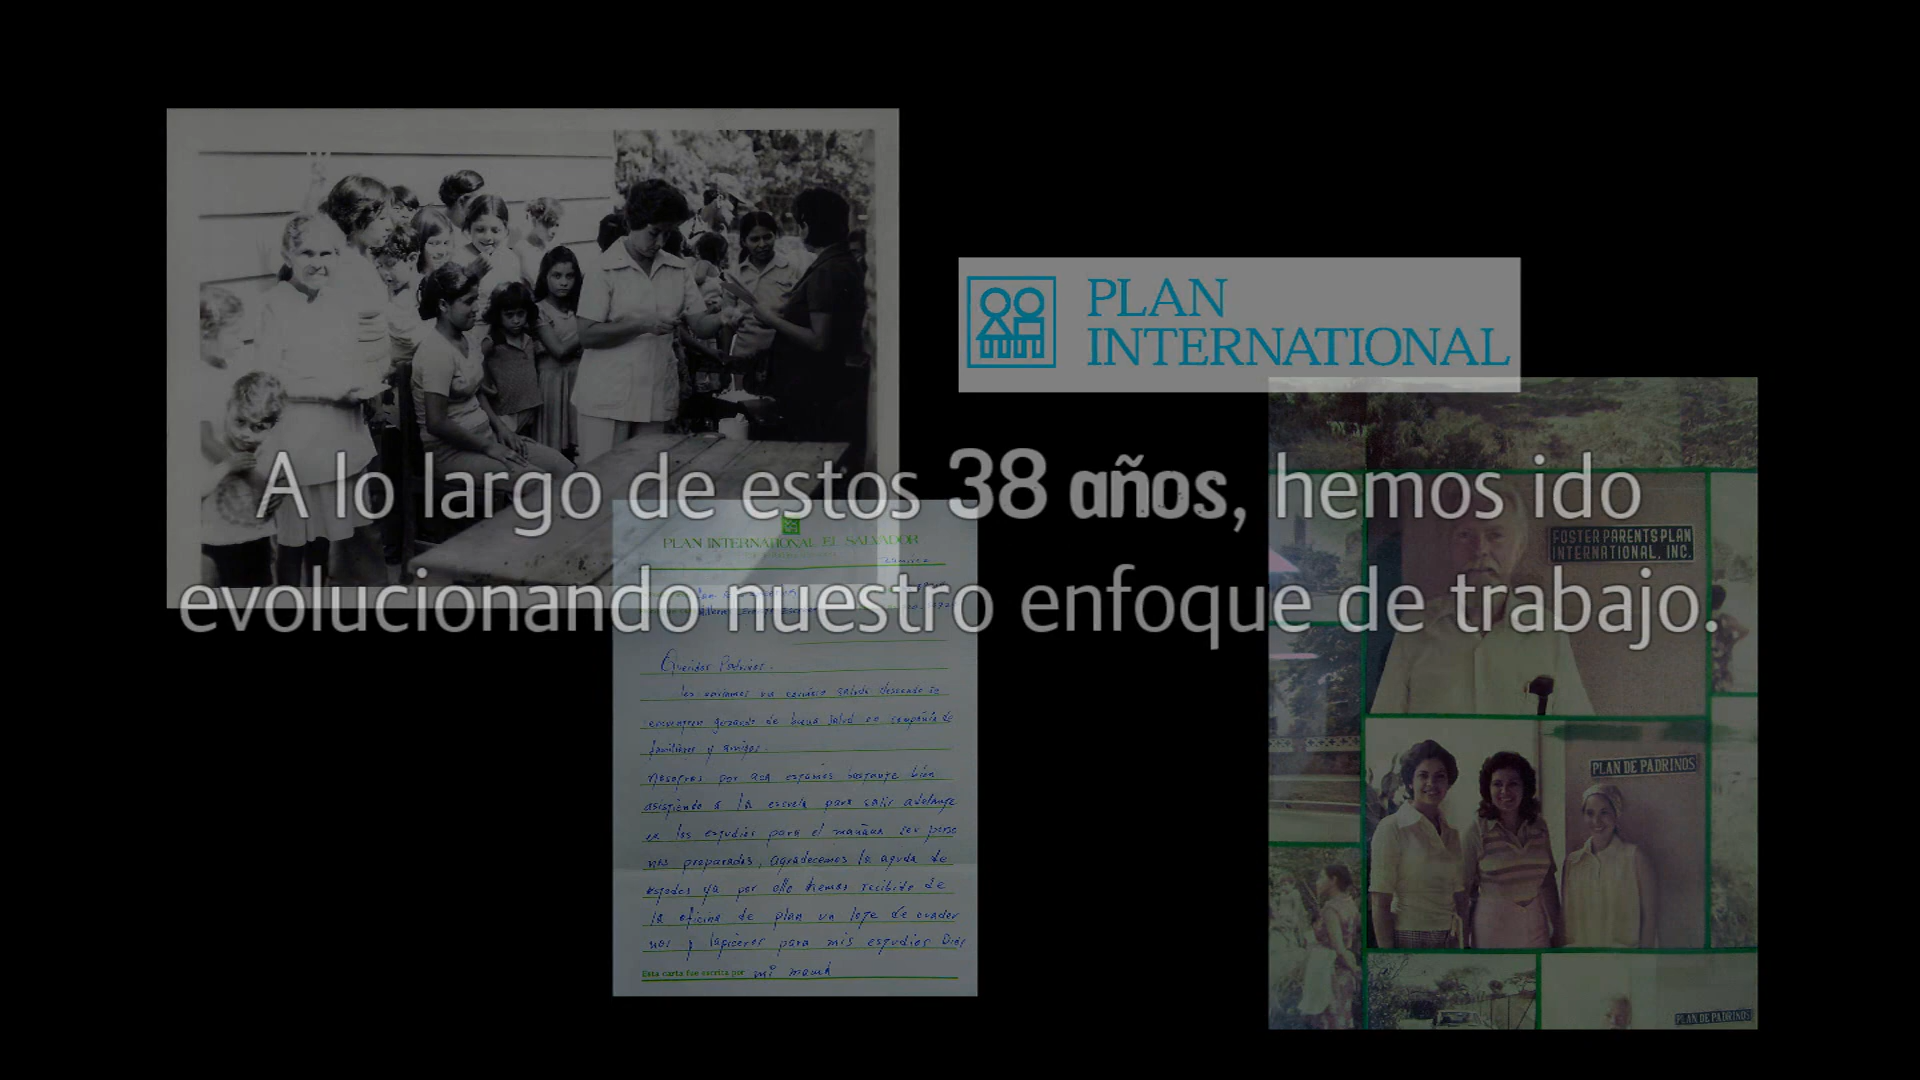 PLAN
INTERNATIONAL
A lo largo de estos 38 años, hemos ido
evolucionando nuestro enfoque de trabajo.
PLAN INTERNATIONAL EL SALVADOR
Queridos Padrinos.
les enviamos un cariñoso saludo deseando se
encuentren gozando de buena salud en compañía de
familiares y amigos.
nosotros por acá estamos bastante bien
asistiendo a la escuela para salir adelante
en los estudios para el mañana ser perso
nas preparadas, agradecemos la ayuda de
ustedes ya por ello hemos recibido de
la oficina de plan un lote de cuader
nos y lapiceros para mis estudios Dios
Esta carta fue escrita por mi mamá
FOSTER PARENTS PLAN
INTERNATIONAL, INC.
PLAN DE PADRINOS
PLAN DE PADRINOS